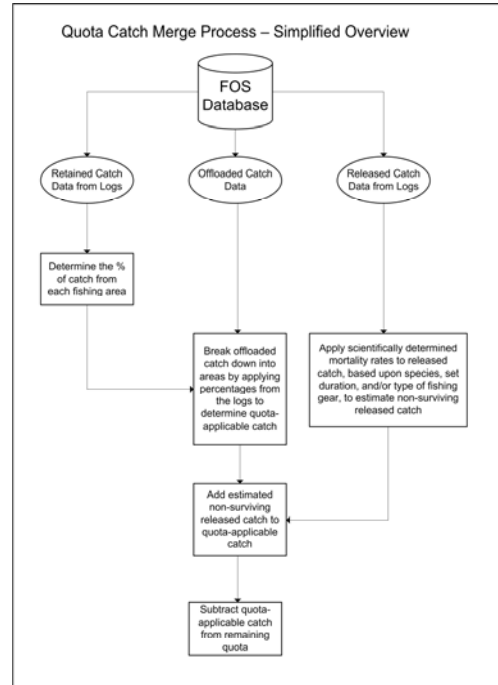 Quota Catch Merge Process – Simplified Overview
FOS
Database
Retained Catch
Data from Logs
Offloaded Catch
Data
Released Catch
Data from Logs
Determine the %
of catch from
each fishing area
Break offloaded
catch down into
areas by applying
percentages from
the logs to
determine quota-
applicable catch
Apply scientifically determined
mortality rates to released
catch, based upon species, set
duration, and/or type of fishing
gear, to estimate non-surviving
released catch
Add estimated
non-surviving
released catch to
quota-applicable
catch
Subtract quota-
applicable catch
from remaining
quota